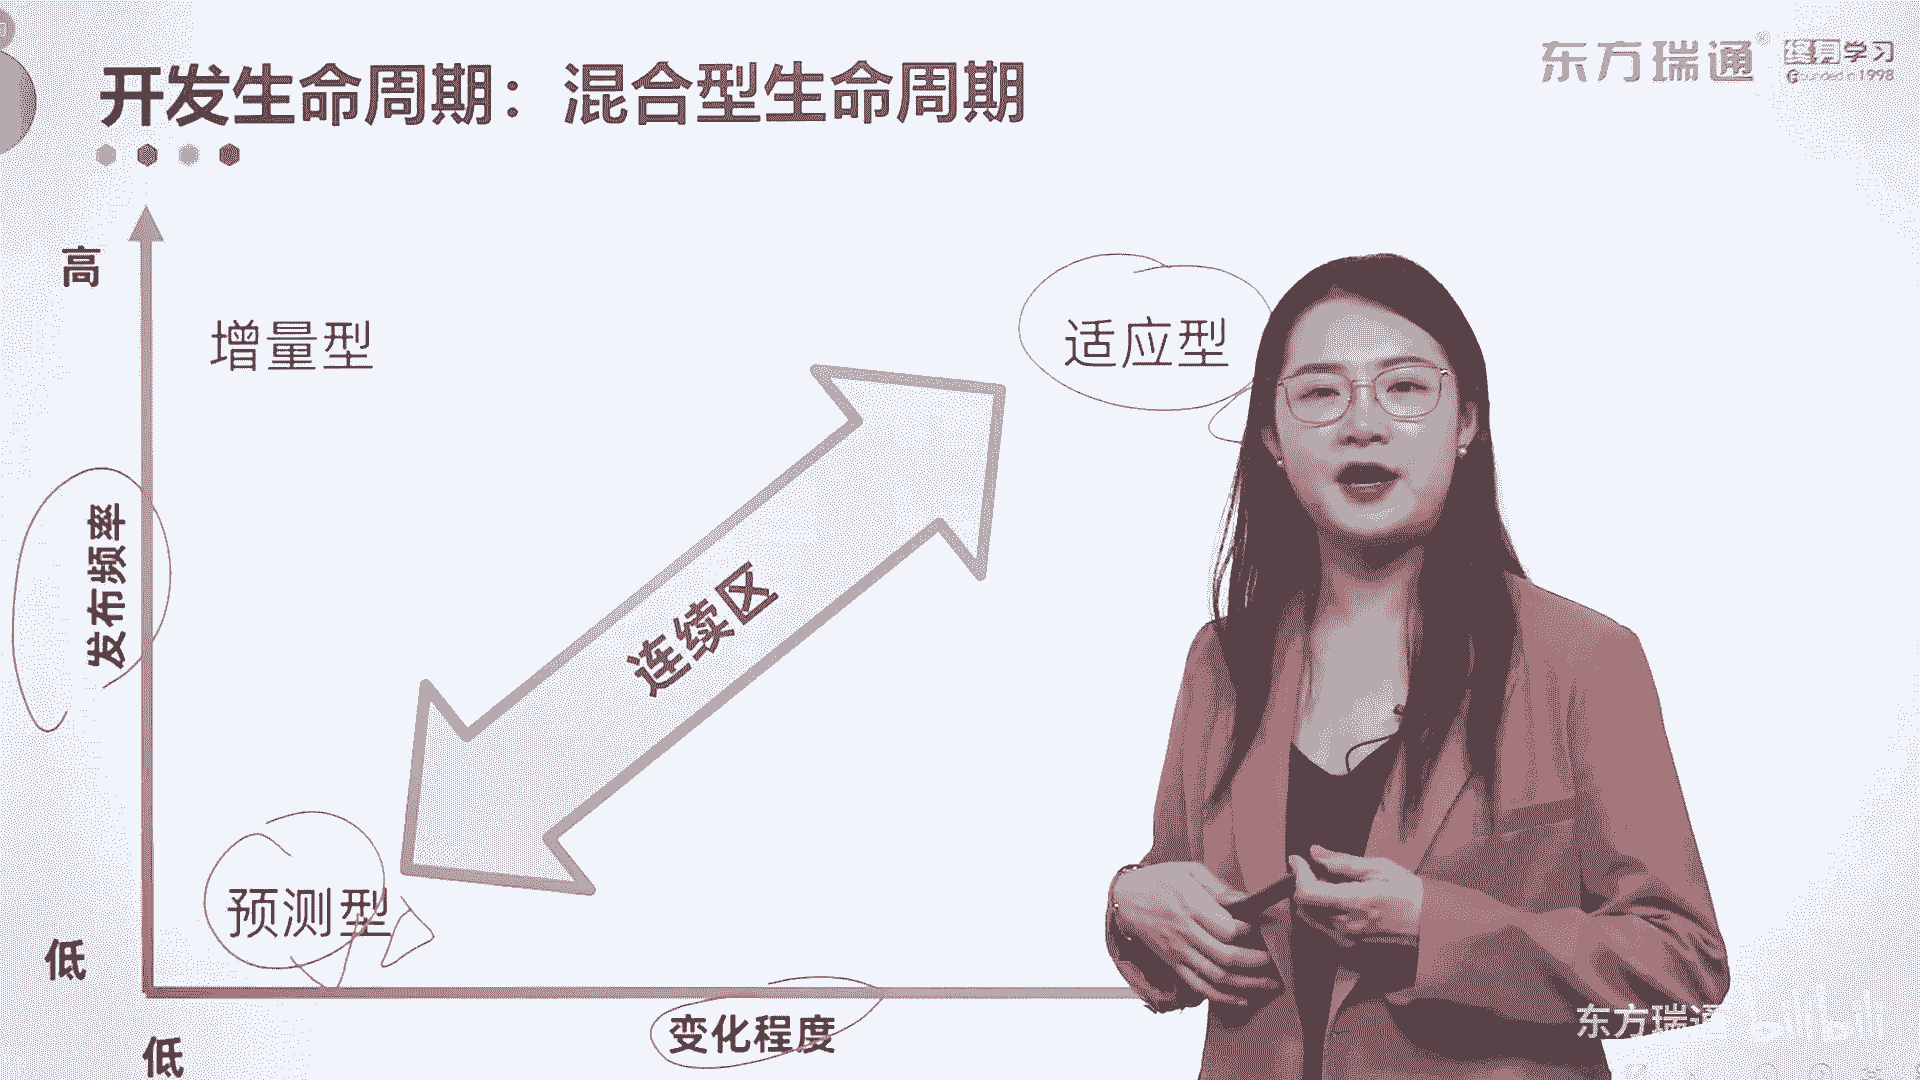 开发生命周期：混合型生命周期
东方瑞通®
终身学习
Founded in 1998
高
增量型
适应型
发布频率
连续区
预测型
低
变化程度
低
东方瑞通
bilibili